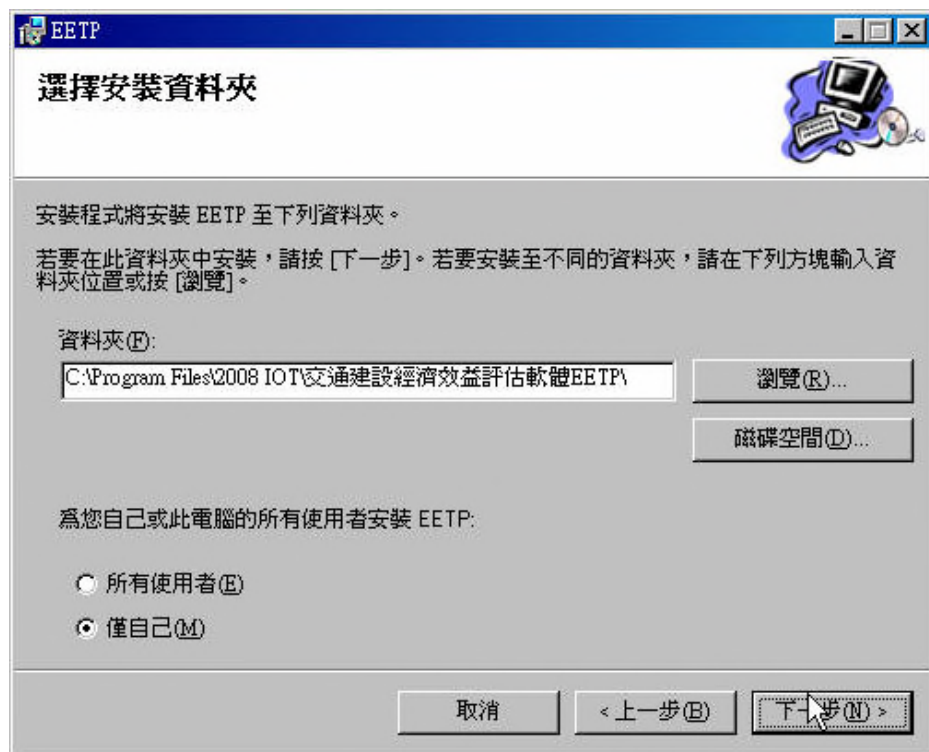 EETP
選擇安裝資料夾
安裝程式將安裝 EETP 至下列資料夾。
若要在此資料夾中安裝，請按 [下一步]。若要安裝至不同的資料夾，請在下列方塊輸入資
料夾位置或按 [瀏覽]。
資料夾(F):
C:\Program Files\2008 IOT\交通建設經濟效益評估軟體EETP\
瀏覽(R)...
磁碟空間(D)...
為您自己或此電腦的所有使用者安裝 EETP:
所有使用者(E)
僅自己(M)
取消
< 上一步(B)
下一步(N) >